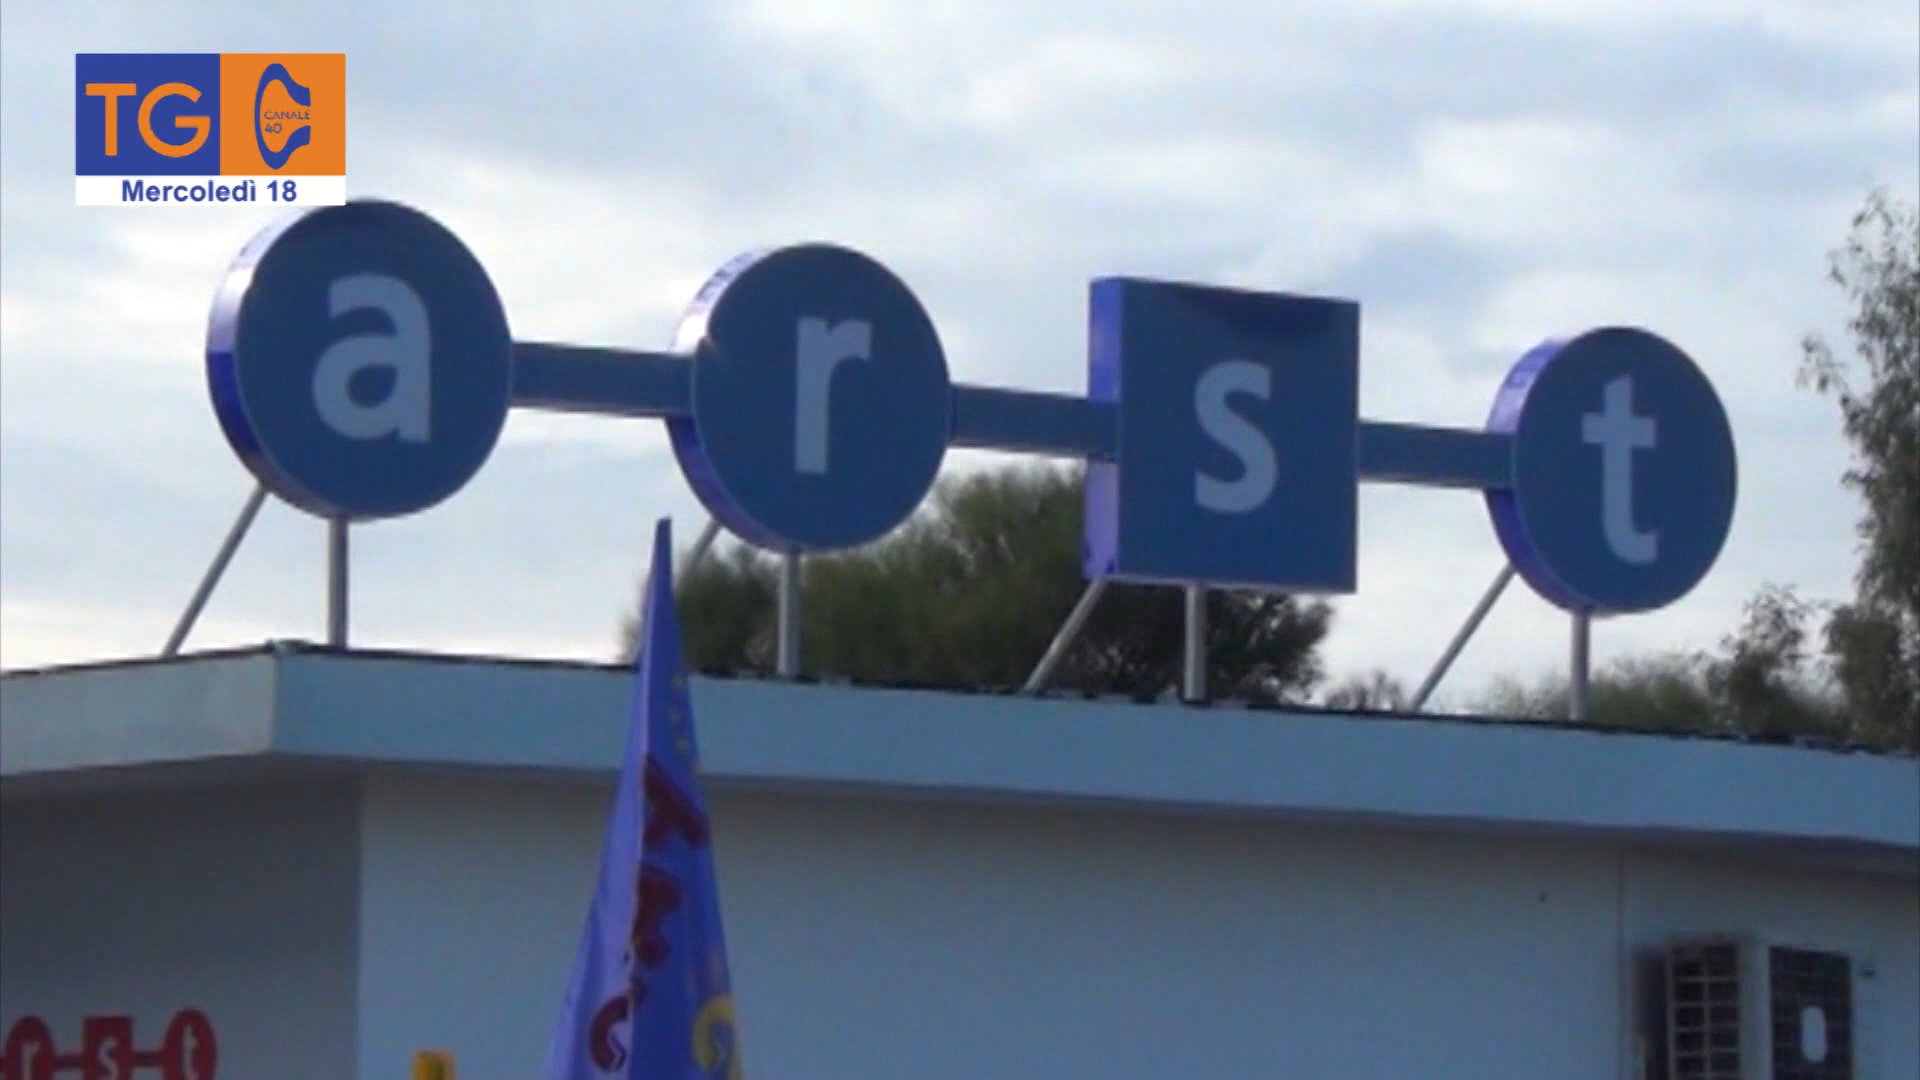 TG
CANALE
40
Mercoledì 18
a r s t
r s t